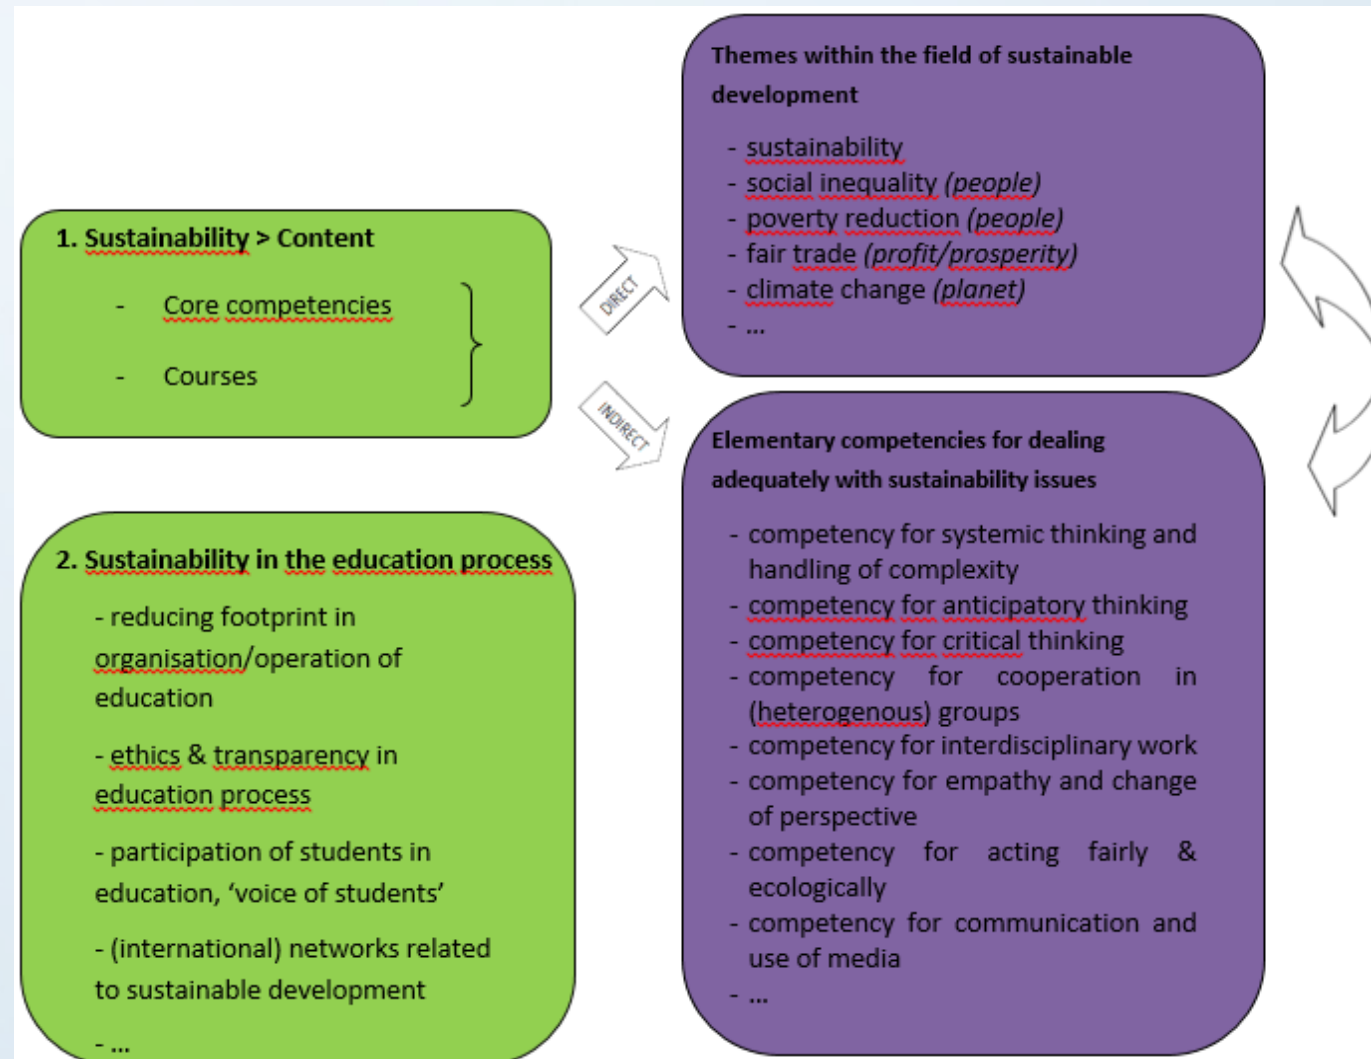 1. Sustainability > Content
- Core competencies
- Courses
DIRECT
INDIRECT
Themes within the field of sustainable
development
- sustainability
- social inequality (people)
- poverty reduction (people)
- fair trade (profit/prosperity)
- climate change (planet)
- ...
Elementary competencies for dealing
adequately with sustainability issues
- competency for systemic thinking and
handling of complexity
- competency for anticipatory thinking
- competency for critical thinking
- competency for cooperation in
(heterogenous) groups
- competency for interdisciplinary work
- competency for empathy and change
of perspective
- competency for acting fairly &
ecologically
- competency for communication and
use of media
- ...
2. Sustainability in the education process
- reducing footprint in
organisation/operation of
education
- ethics & transparency in
education process
- participation of students in
education, ‘voice of students’
- (international) networks related
to sustainable development
- ...